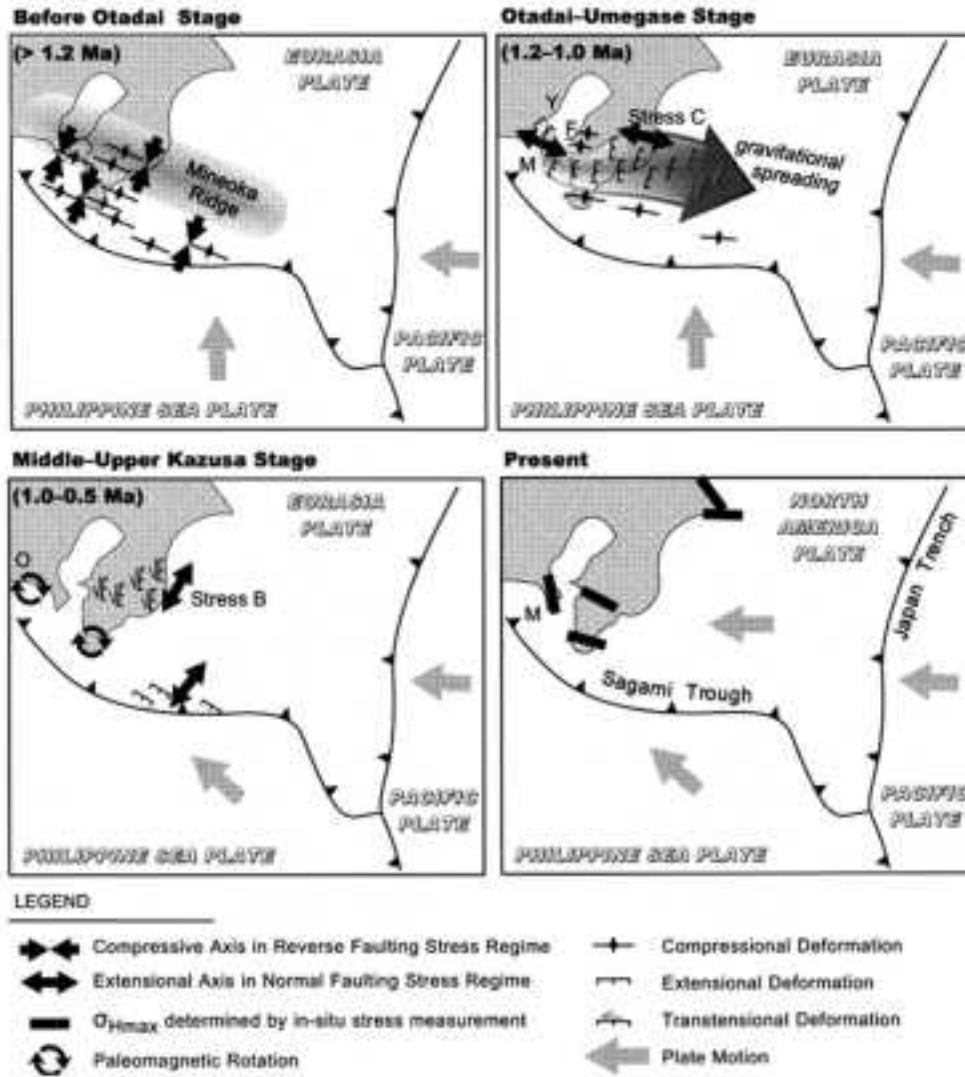 Before Otadai Stage
(> 1.2 Ma)
EURASIA
PLATE
Mineoka
Ridge
PACIFIC
PLATE
PHILIPPINE SEA PLATE
Otadai–Umegase Stage
(1.2–1.0 Ma)
EURASIA
PLATE
Y
F
Stress C
M
gravitational
spreading
PACIFIC
PLATE
PHILIPPINE SEA PLATE
Middle–Upper Kazusa Stage
(1.0–0.5 Ma)
EURASIA
PLATE
O
Stress B
PACIFIC
PLATE
PHILIPPINE SEA PLATE
Present
NORTH
AMERICA
PLATE
Japan Trench
M
Sagami Trough
PACIFIC
PLATE
PHILIPPINE SEA PLATE
LEGEND
Compressive Axis in Reverse Faulting Stress Regime
Extensional Axis in Normal Faulting Stress Regime
σHmax determined by in-situ stress measurement
Paleomagnetic Rotation
Compressional Deformation
Extensional Deformation
Transtensional Deformation
Plate Motion